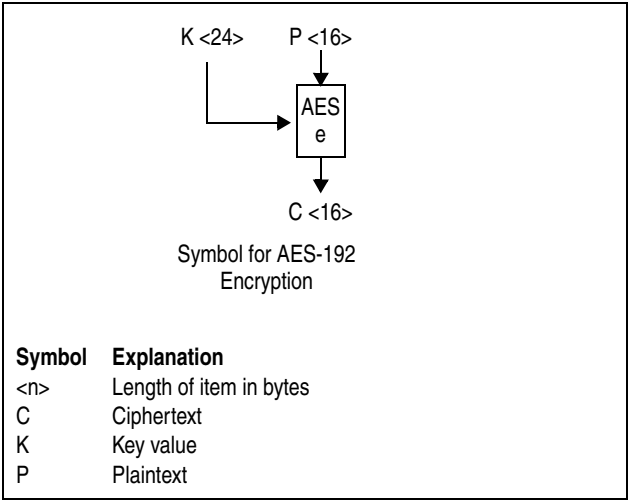 K <24> P <16>
AES
e
C <16>
Symbol for AES-192
Encryption
Symbol Explanation
<n> Length of item in bytes
C Ciphertext
K Key value
P Plaintext